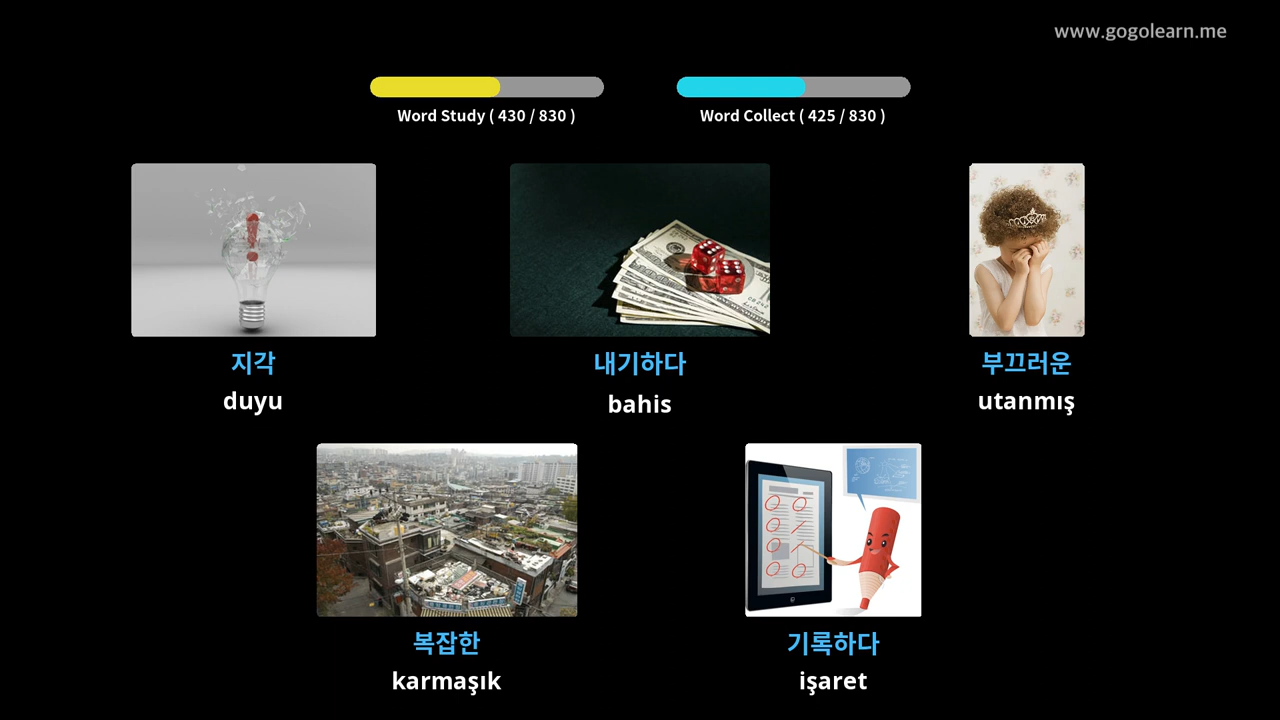 www.gogolearn.me
Word Study ( 430 / 830 )
Word Collect ( 425 / 830 )
지각
duyu
내기하다
bahis
부끄러운
utanmış
복잡한
karmaşık
기록하다
işaret